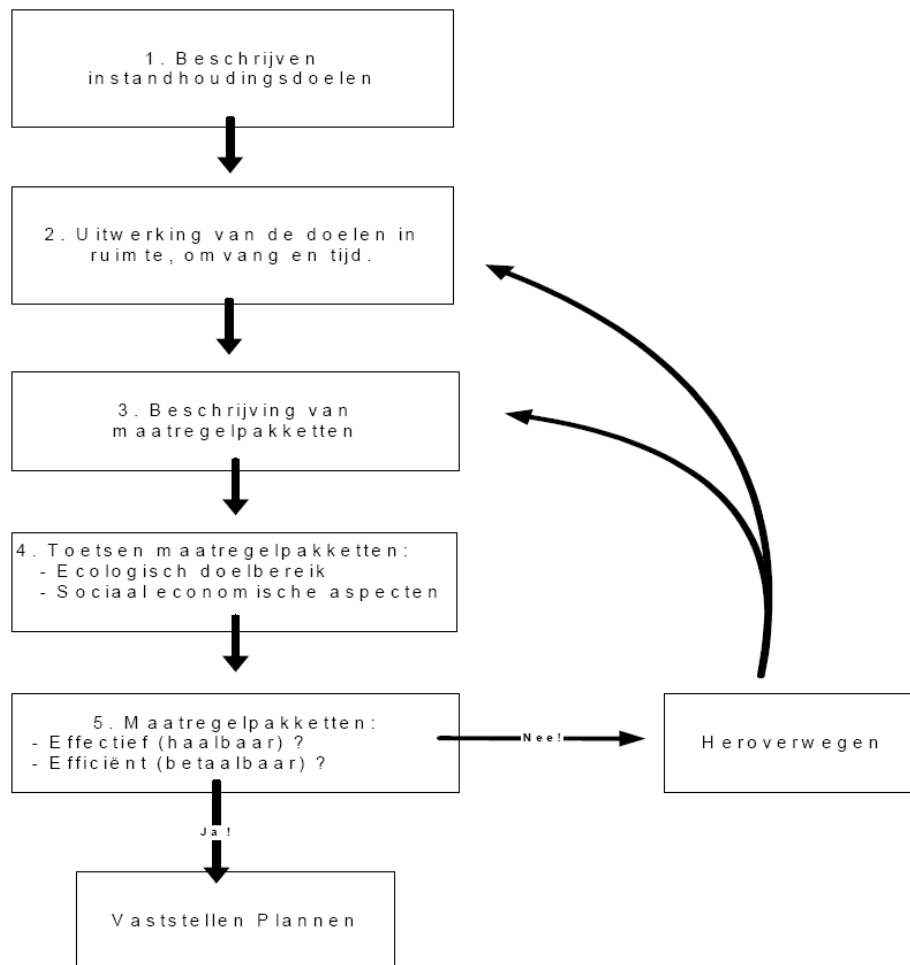 1. Beschrijven
instandhoudingsdoelen
2. Uitwerking van de doelen in
ruimte, omvang en tijd.
3. Beschrijving van
maatregelpakketten
4. Toetsen maatregelpakketten:
- Ecologisch doelbereik
- Sociaal economische aspecten
5. Maatregelpakketten:
- Effectief (haalbaar) ?
- Efficiënt (betaalbaar) ?
Nee!
Heroverwegen
Ja!
Vaststellen Plannen